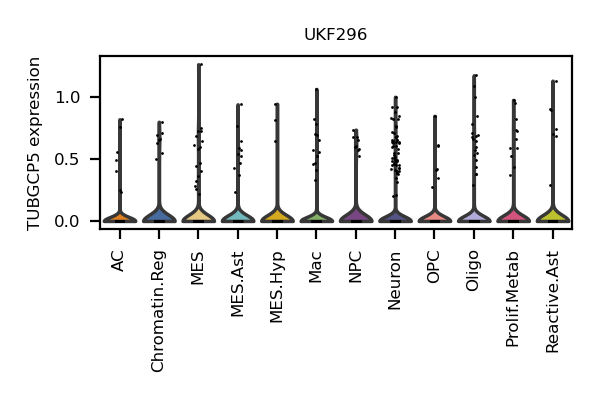 UKF296
TUBGCP5 expression
1.0
0.5
0.0
AC
Chromatin.Reg
MES
MES.Ast
MES.Hyp
Mac
NPC
Neuron
OPC
Oligo
Prolif.Metab
Reactive.Ast